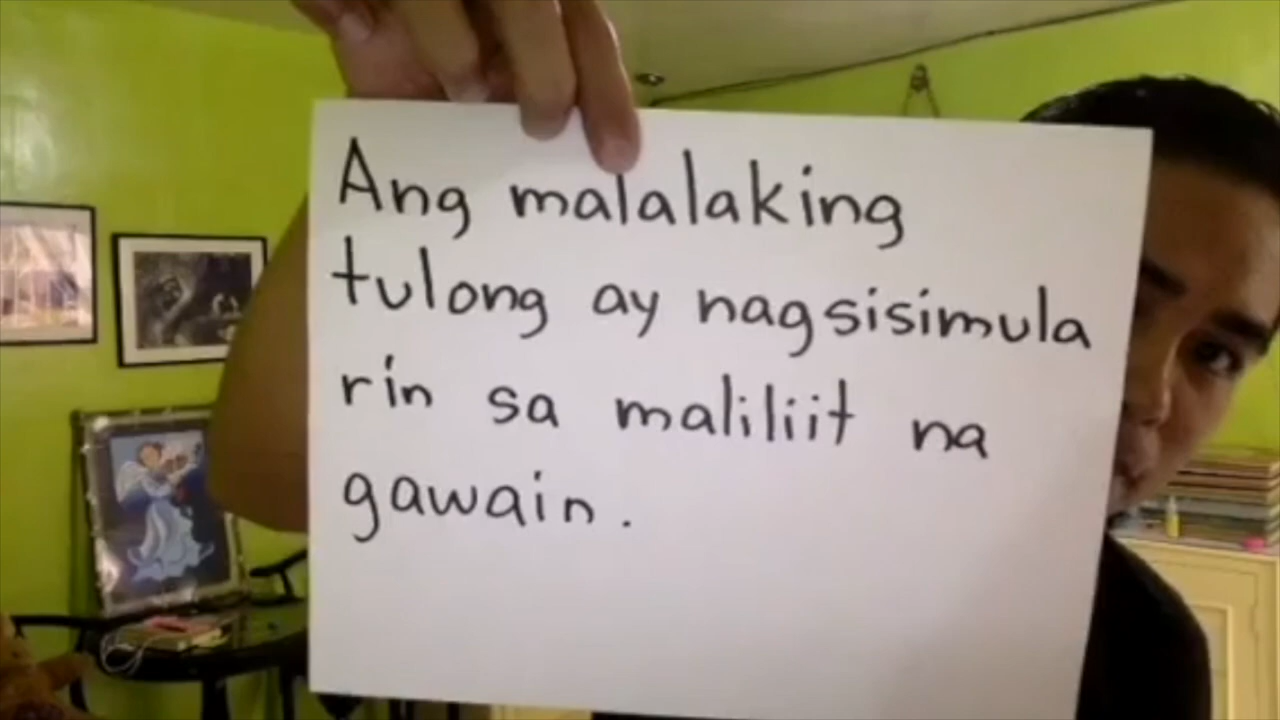 Ang malalaking
tulong ay nagsisimula
rin sa maliliit na
gawain.